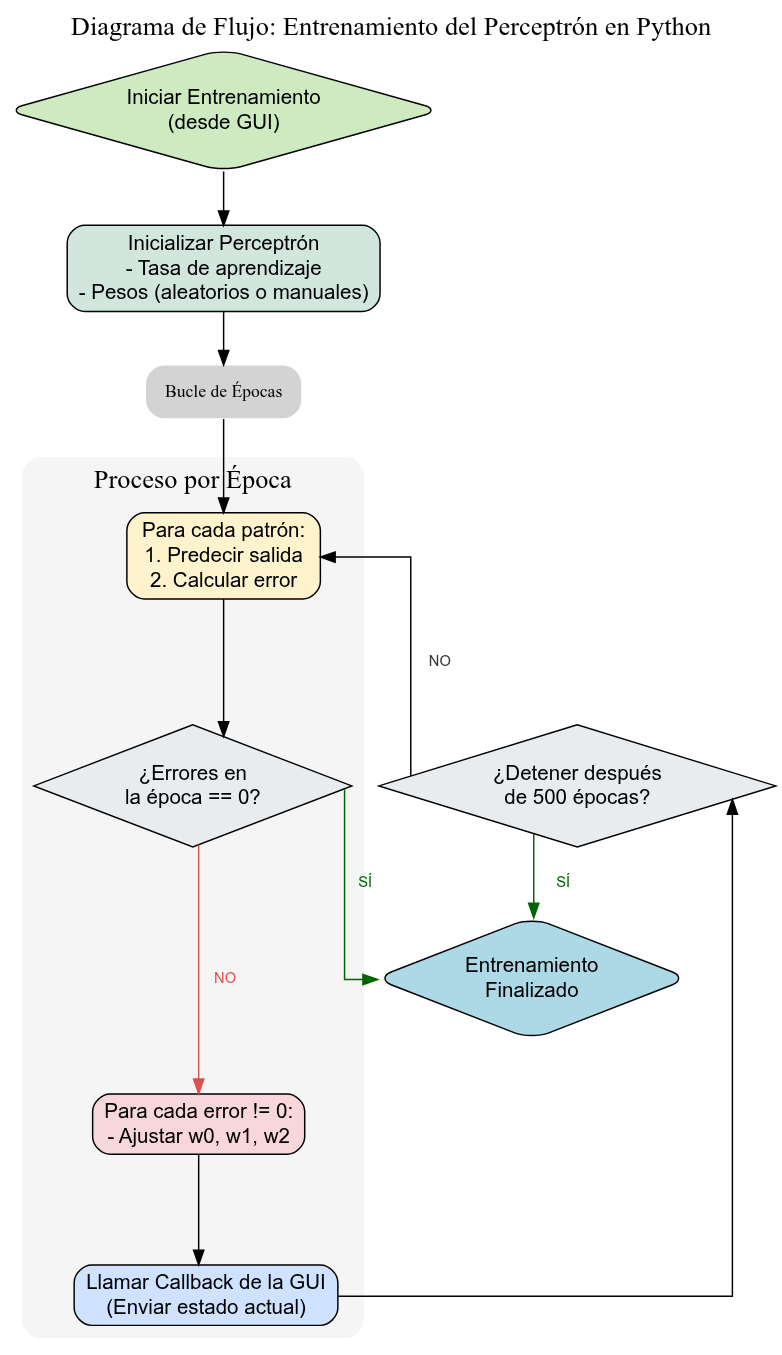 Diagrama de Flujo: Entrenamiento del Perceptrón en Python
Iniciar Entrenamiento
(desde GUI)
Inicializar Perceptrón
- Tasa de aprendizaje
- Pesos (aleatorios o manuales)
Bucle de Épocas
Proceso por Época
Para cada patrón:
1. Predecir salida
2. Calcular error
NO
¿Errores en
la época == 0?
¿Detener después
de 500 épocas?
SÍ
SÍ
NO
Entrenamiento
Finalizado
Para cada error != 0:
- Ajustar w0, w1, w2
Llamar Callback de la GUI
(Enviar estado actual)